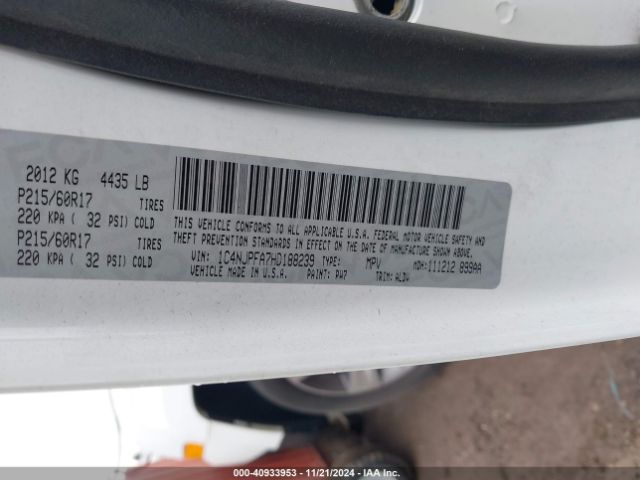 2012 KG 4435 LB
P215/60R17 TIRES
220 KPA ( 32 PSI) COLD
P215/60R17 TIRES
220 KPA ( 32 PSI) COLD
THIS VEHICLE CONFORMS TO ALL APPLICABLE U.S.A. FEDERAL MOTOR VEHICLE SAFETY AND
THEFT PREVENTION STANDARDS IN EFFECT ON THE DATE OF MANUFACTURE SHOWN ABOVE.
VIN: 1C4NJPFA7HD188239 TYPE: MPV MDH: 111212 899AA
VEHICLE MADE IN U.S.A. PAINT: PW7 TRIM: ALDV
000-40933953 - 11/21/2024 - IAA Inc.